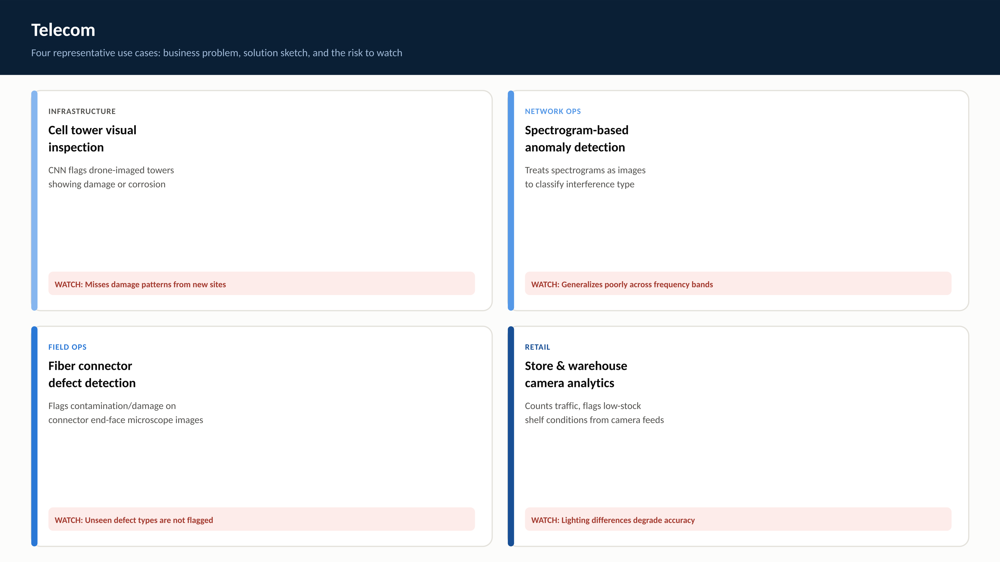 Telecom
Four representative use cases: business problem, solution sketch, and the risk to watch
INFRASTRUCTURE
Cell tower visual
inspection
CNN flags drone-imaged towers
showing damage or corrosion
WATCH: Misses damage patterns from new sites
NETWORK OPS
Spectrogram-based
anomaly detection
Treats spectrograms as images
to classify interference type
WATCH: Generalizes poorly across frequency bands
FIELD OPS
Fiber connector
defect detection
Flags contamination/damage on
connector end-face microscope images
WATCH: Unseen defect types are not flagged
RETAIL
Store & warehouse
camera analytics
Counts traffic, flags low-stock
shelf conditions from camera feeds
WATCH: Lighting differences degrade accuracy